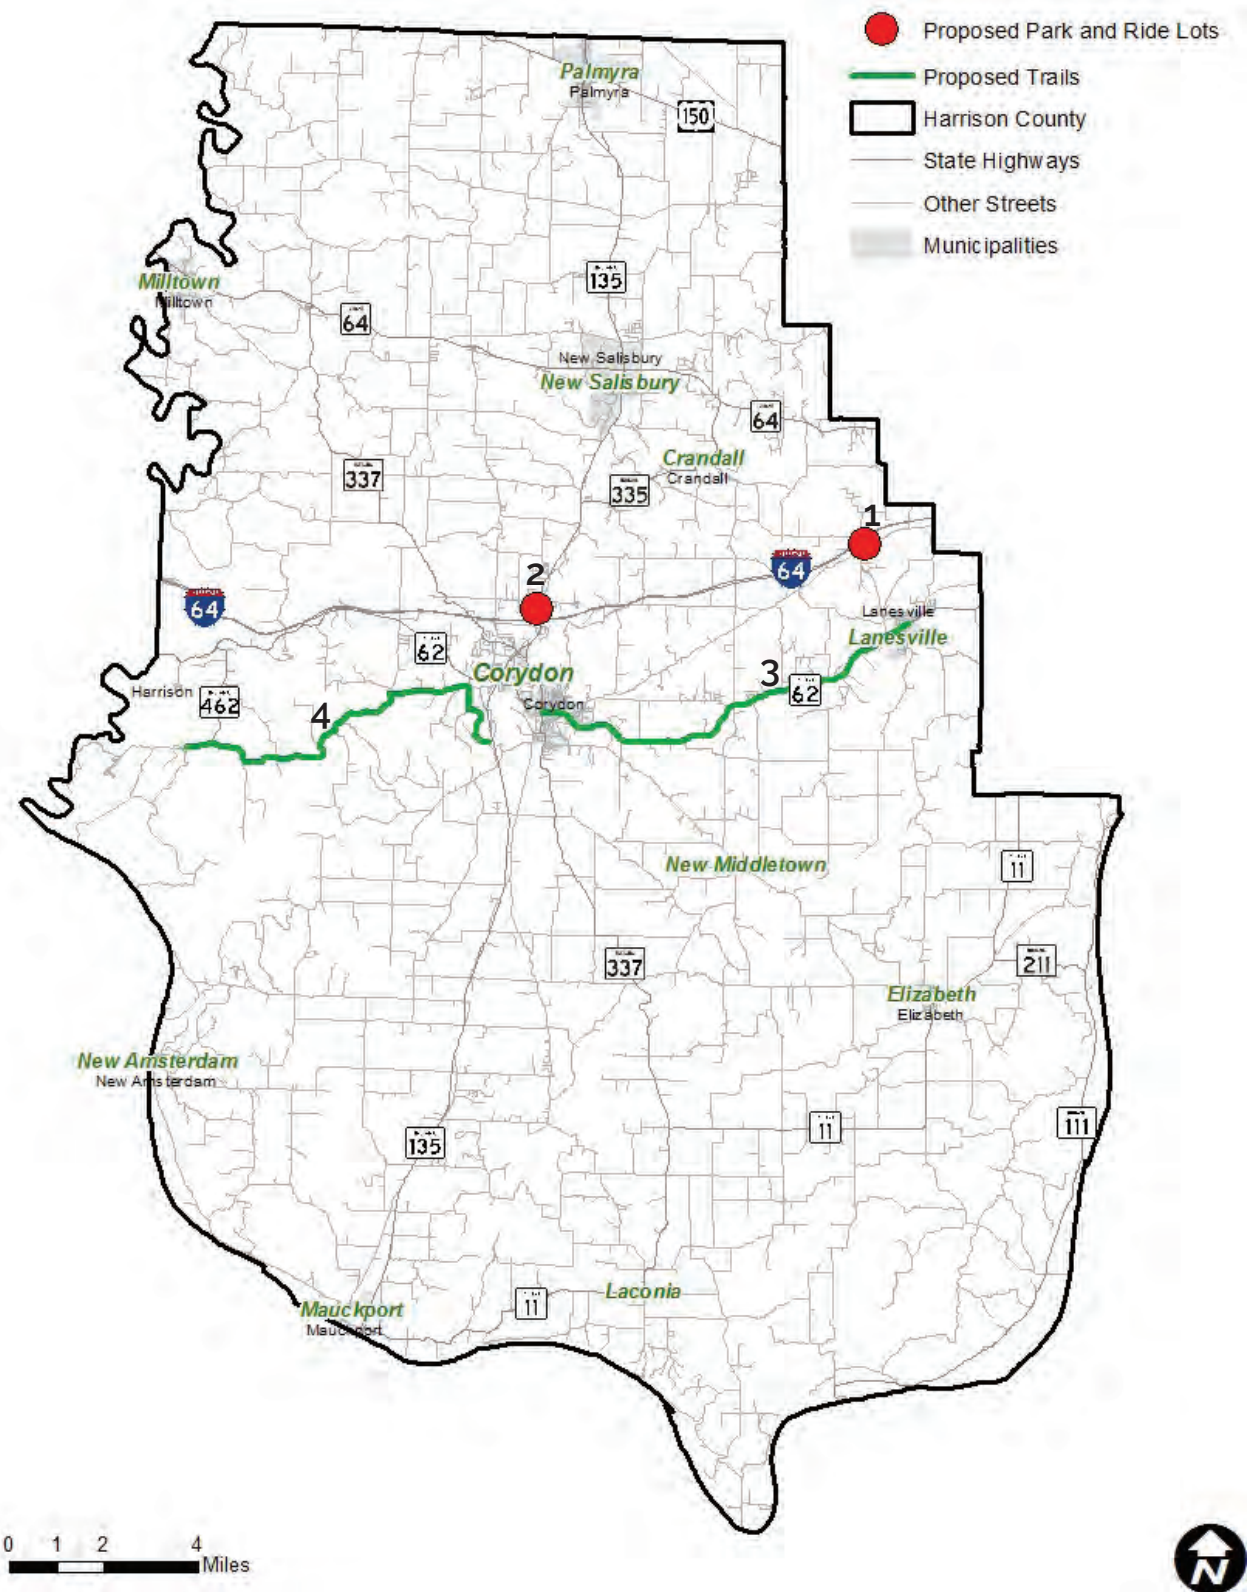 Proposed Park and Ride Lots
Proposed Trails
Harrison County
State Highways
Other Streets
Municipalities
Palmyra
Palmyra
150
135
Milltown
Milltown
64
New Salisbury
New Salisbury
64
Crandall
Crandall
337
335
1
64
2
64
Lanesville
Lanesville
62
Corydon
3
62
Harrison
462
Corydon
4
New Middletown
11
337
211
Elizabeth
Elizabeth
New Amsterdam
New Amsterdam
135
11
111
Laconia
11
Mauckport
Mauckport
0 1 2 4
Miles
N